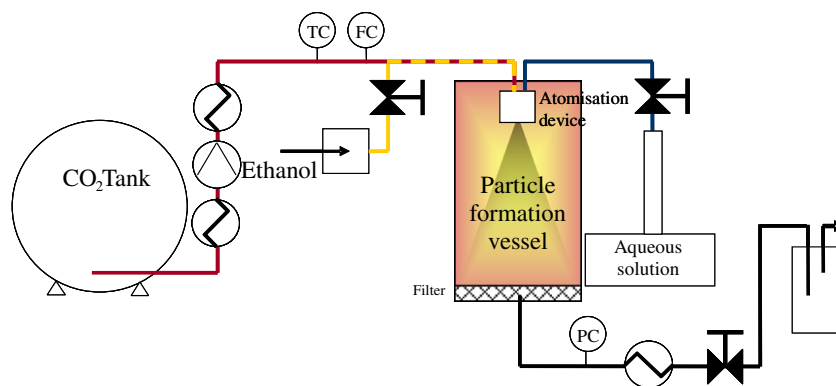 TC FC
Atomisation
device
Ethanol
CO₂Tank
Particle
formation
vessel
Aqueous
solution
Filter
PC